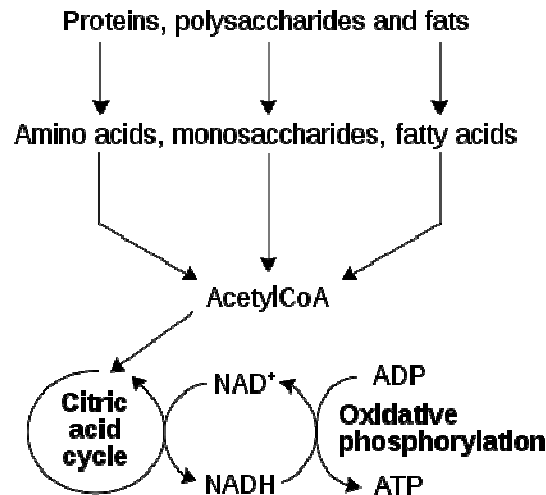 Proteins, polysaccharides and fats
Amino acids, monosaccharides, fatty acids
AcetylCoA
Citric
acid
cycle
NAD⁺
NADH
ADP
Oxidative
phosphorylation
ATP